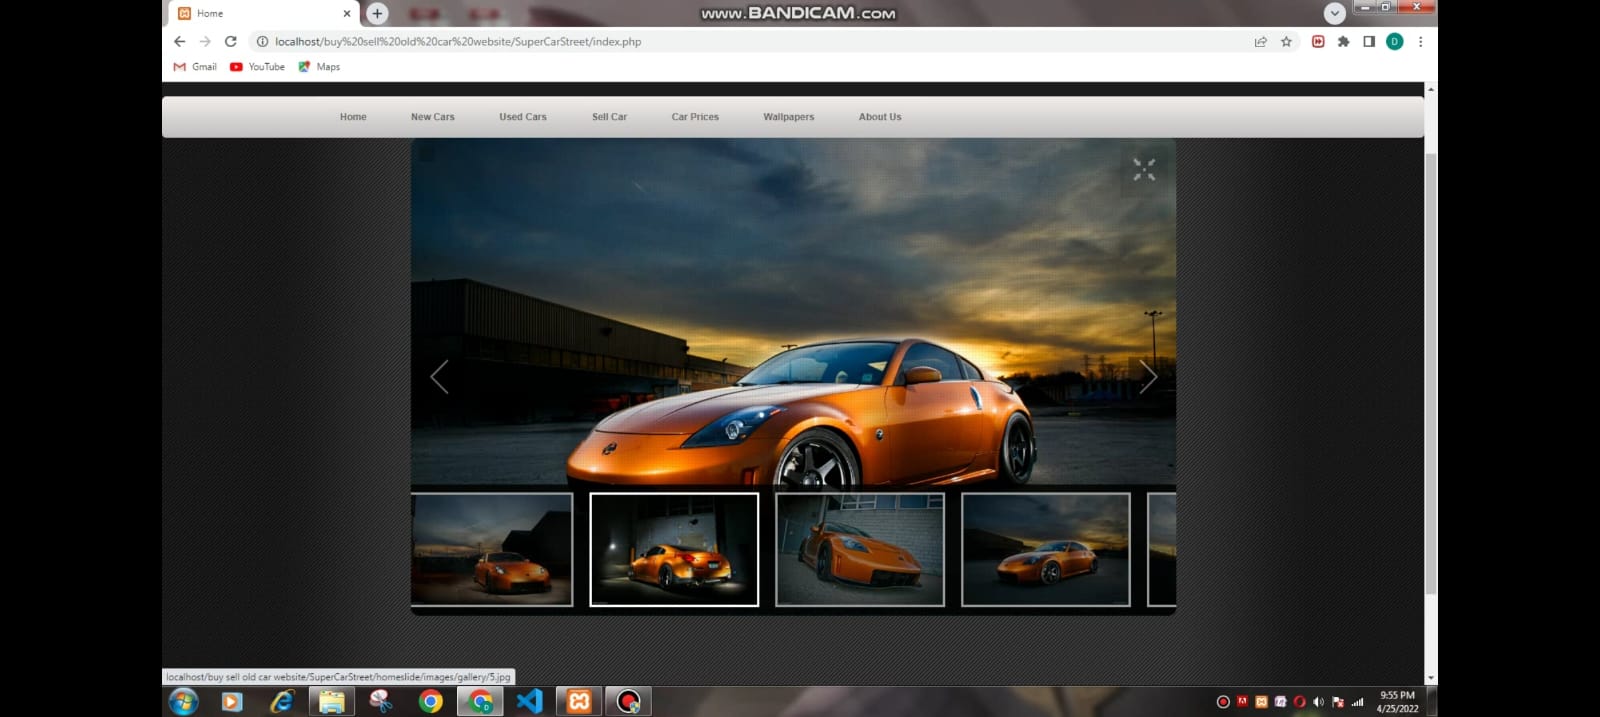 Home
www.BANDICAM.com
localhost/buy%20sell%20old%20car%20website/SuperCarStreet/index.php
D
Gmail YouTube Maps
Home New Cars Used Cars Sell Car Car Prices Wallpapers About Us
localhost/buy sell old car website/SuperCarStreet/homeslide/images/gallery/5.jpg
9:55 PM
4/25/2022